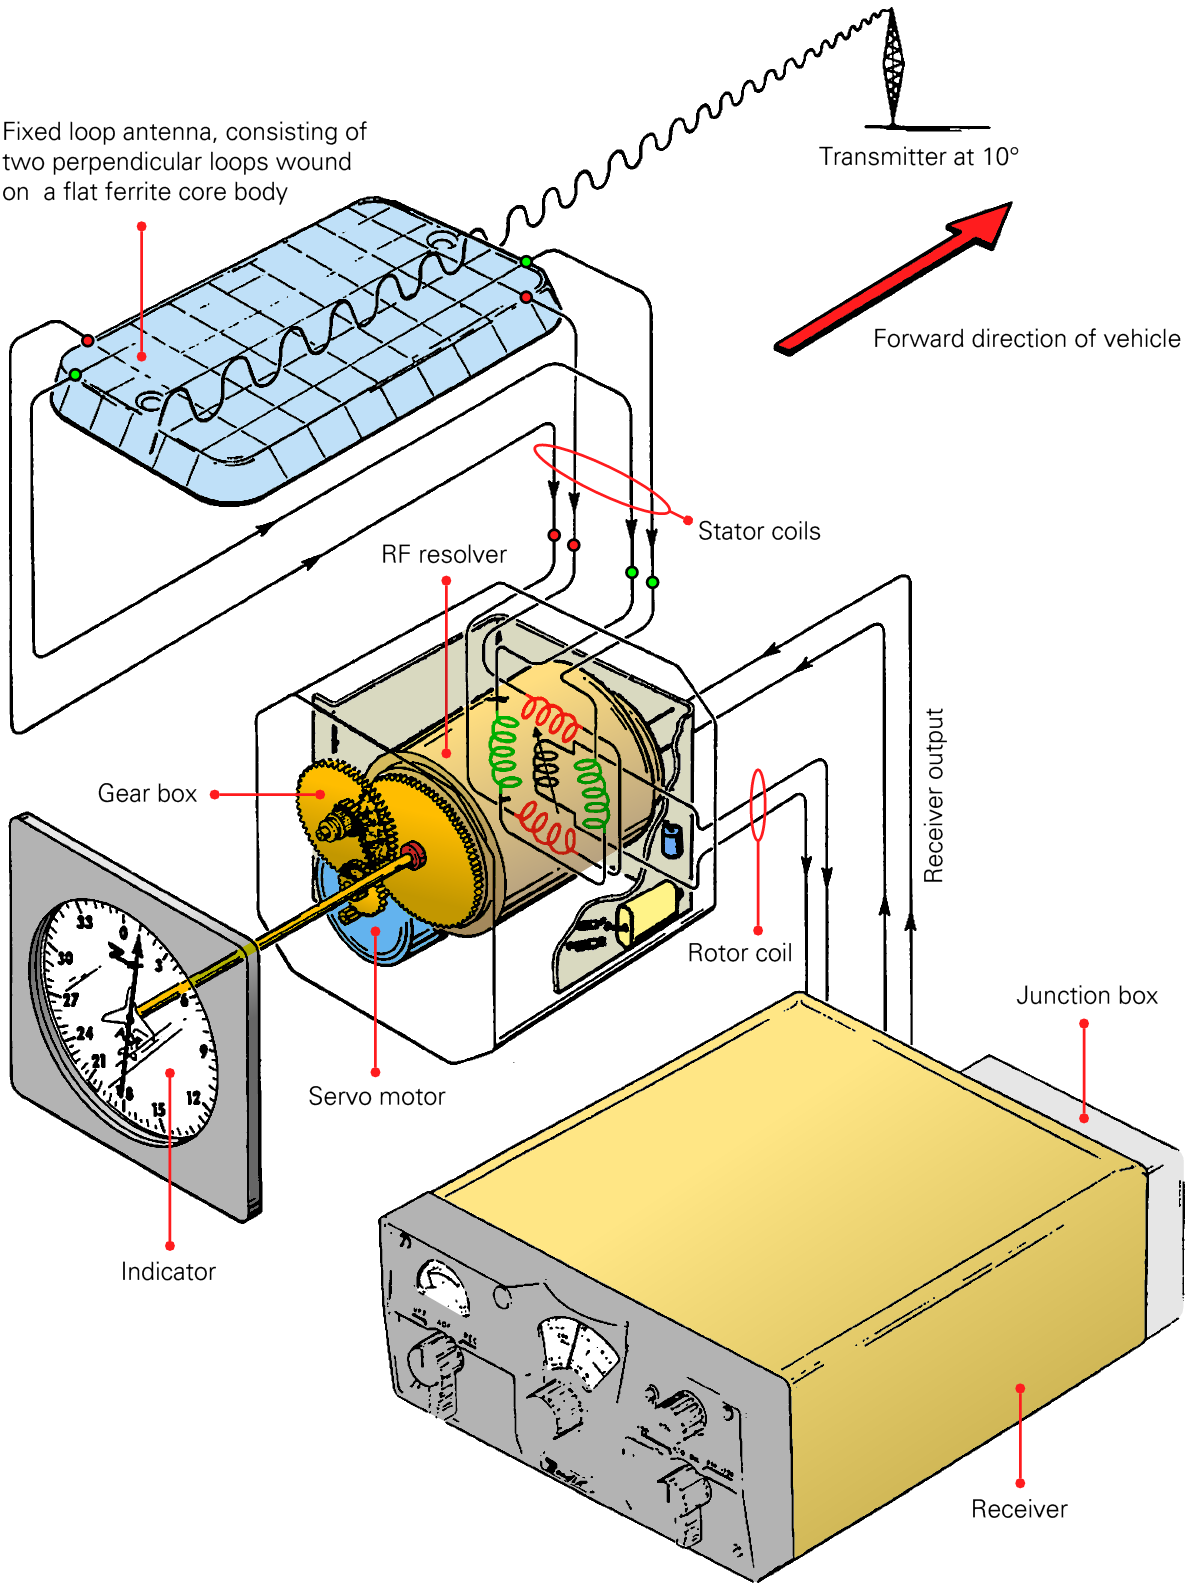 Fixed loop antenna, consisting of
two perpendicular loops wound
on a flat ferrite core body
Transmitter at 10°
Forward direction of vehicle
Stator coils
RF resolver
Receiver output
Gear box
Rotor coil
Junction box
Servo motor
Indicator
Receiver
0
3
6
9
12
15
21
24
27
30
33
ADF